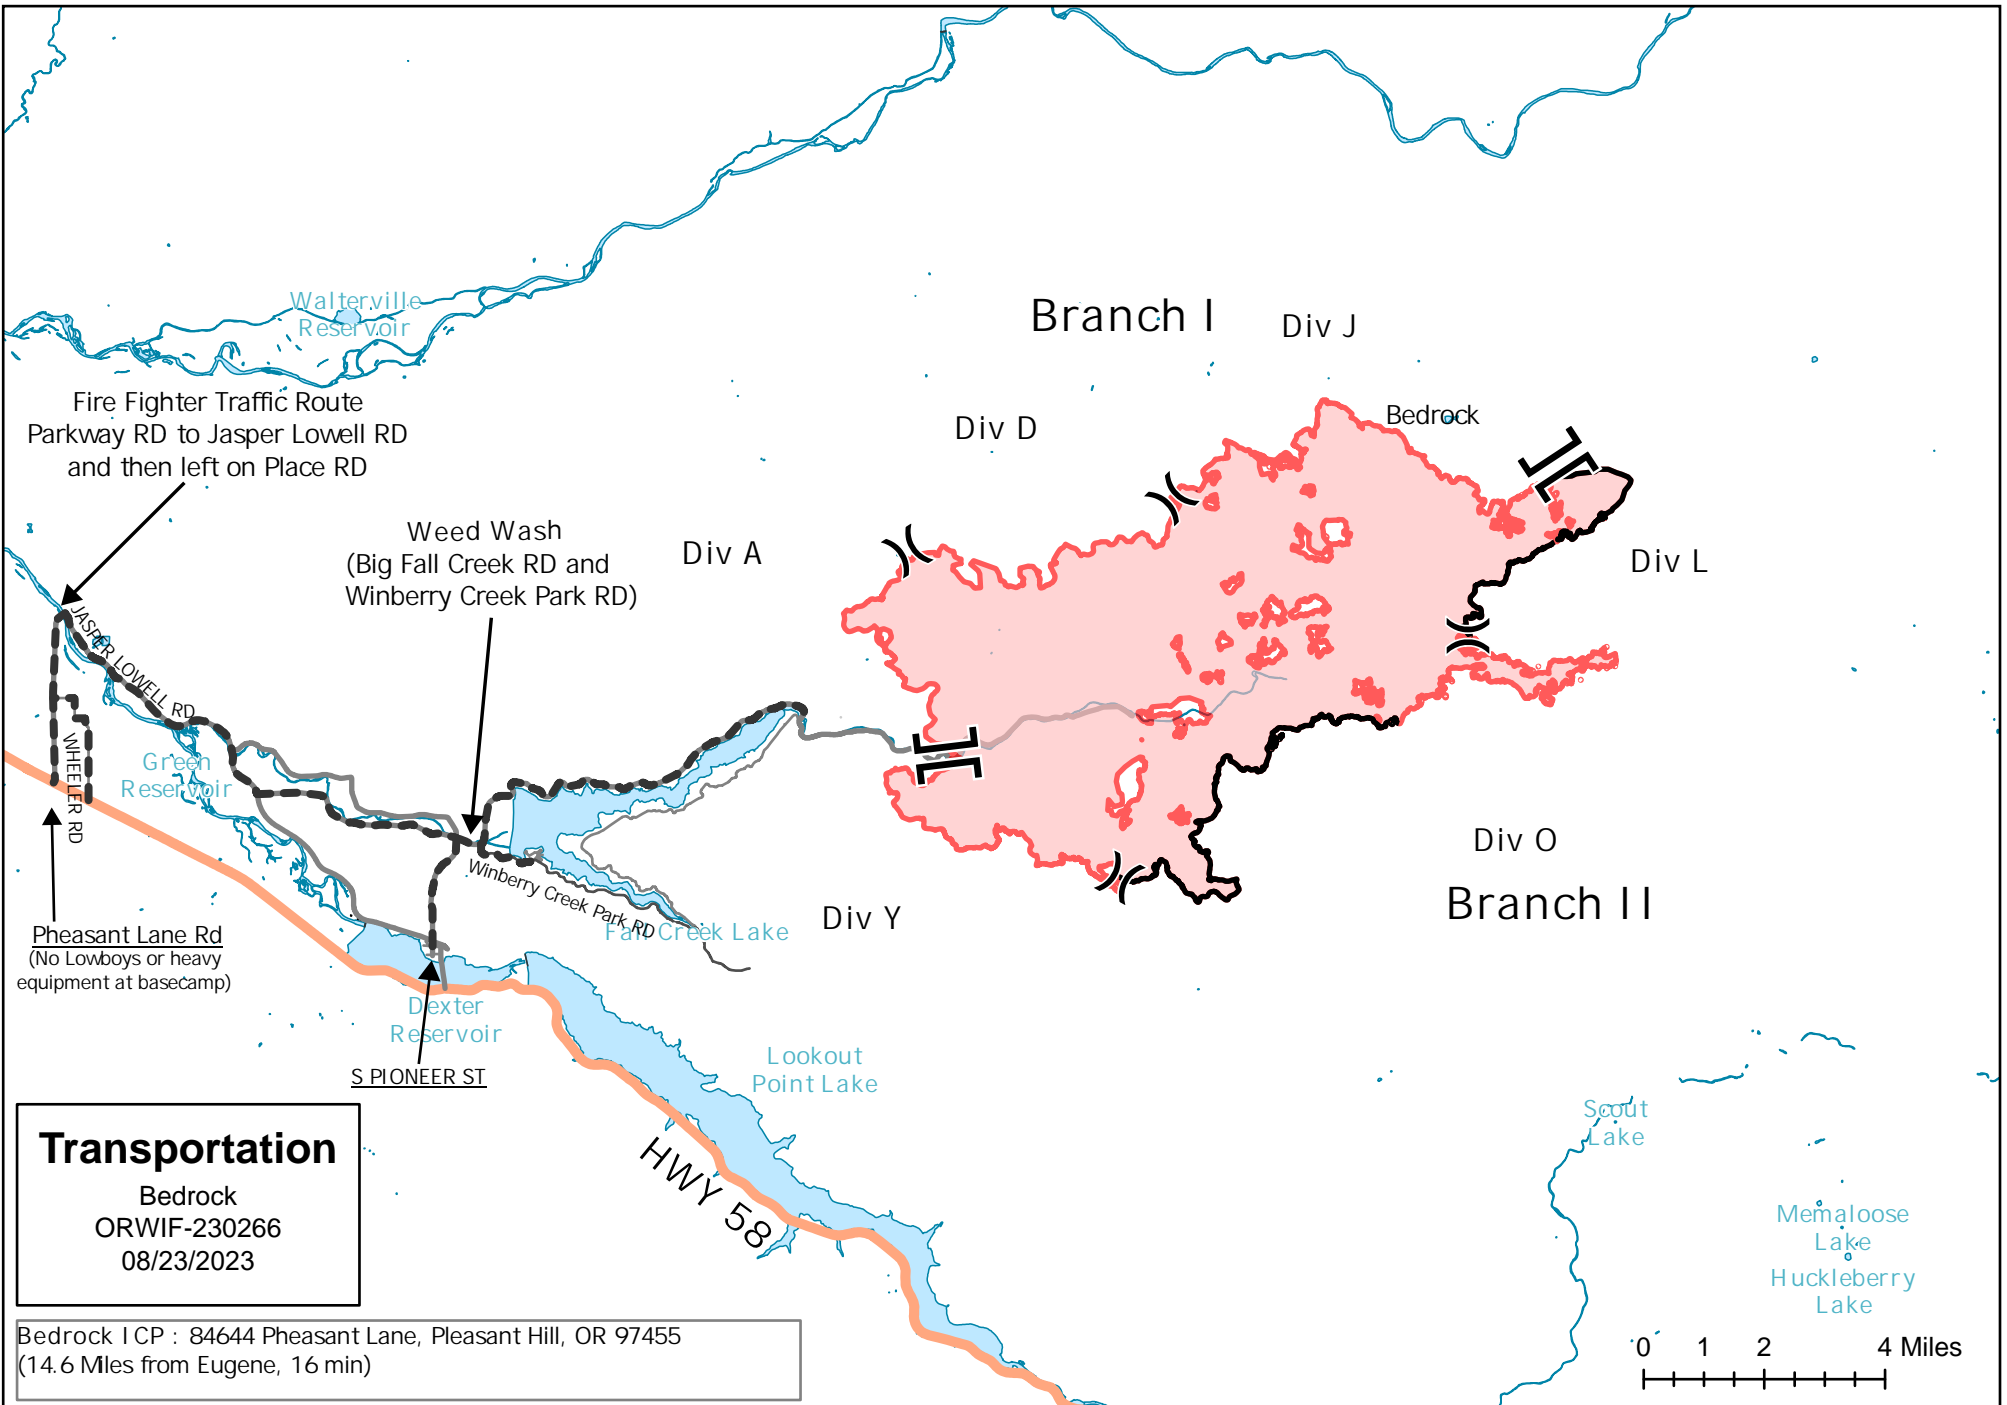 Walterville
Reservoir
Branch I
Div J
Fire Fighter Traffic Route
Parkway RD to Jasper Lowell RD
and then left on Place RD
Div D
Bedrock
Weed Wash
(Big Fall Creek RD and
Winberry Creek Park RD)
Div A
Div L
JASPER LOWELL RD
WHEELER RD
Green
Reservoir
Winberry Creek Park RD
Fall Creek Lake
Div Y
Div O
Branch II
Pheasant Lane Rd
(No Lowboys or heavy
equipment at basecamp)
Dexter
Reservoir
S PIONEER ST
Lookout
Point Lake
HWY 58
Scout
Lake
Memaloose
Lake
Huckleberry
Lake
Transportation
Bedrock
ORWIF-230266
08/23/2023
Bedrock ICP : 84644 Pheasant Lane, Pleasant Hill, OR 97455
(14.6 Miles from Eugene, 16 min)
0 1 2 4 Miles